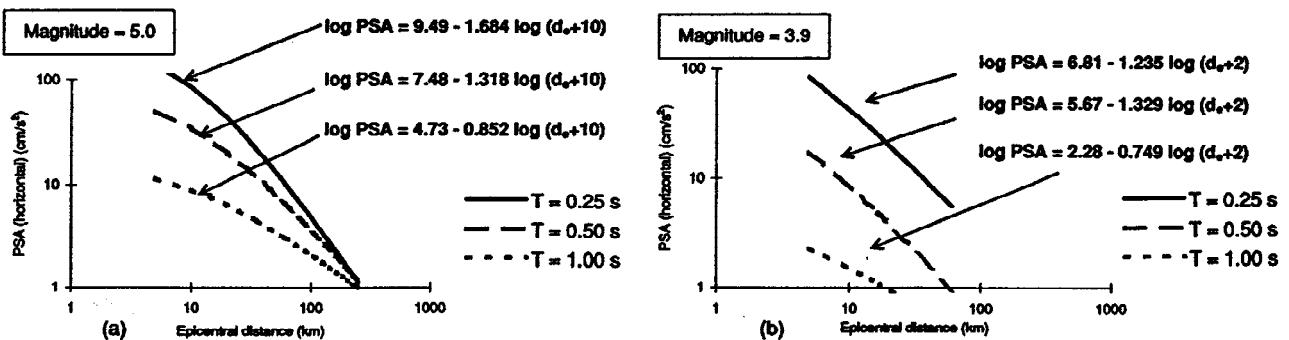 Magnitude = 5.0
log PSA = 9.49 - 1.684 log (de+10)
log PSA = 7.48 - 1.318 log (de+10)
log PSA = 4.73 - 0.852 log (de+10)
PSA (horizontal) (cm/s²)
100
10
1
T = 0.25 s
T = 0.50 s
T = 1.00 s
1 10 100 1000
(a) Epicentral distance (km)
Magnitude = 3.9
log PSA = 6.81 - 1.235 log (de+2)
log PSA = 5.67 - 1.329 log (de+2)
log PSA = 2.28 - 0.749 log (de+2)
PSA (horizontal) (cm/s²)
100
10
1
T = 0.25 s
T = 0.50 s
T = 1.00 s
1 10 100 1000
(b) Epicentral distance (km)